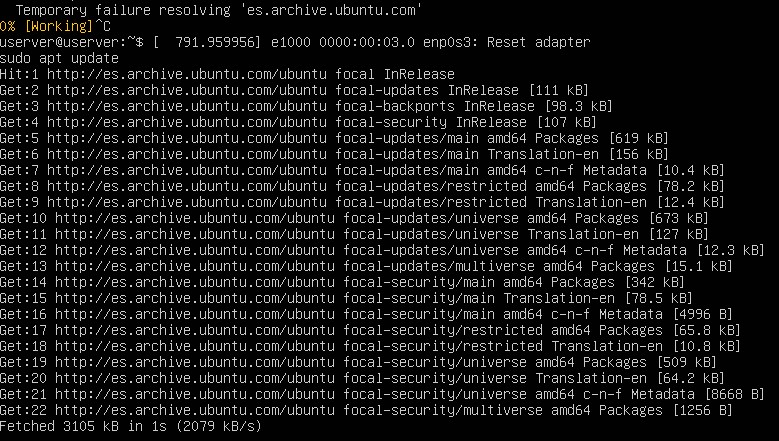 Temporary failure resolving 'es.archive.ubuntu.com'
0% [Working]^C
userver@userver:~$ [  791.959956] e1000 0000:00:03.0 enp0s3: Reset adapter
sudo apt update
Hit:1 http://es.archive.ubuntu.com/ubuntu focal InRelease
Get:2 http://es.archive.ubuntu.com/ubuntu focal-updates InRelease [111 kB]
Get:3 http://es.archive.ubuntu.com/ubuntu focal-backports InRelease [98.3 kB]
Get:4 http://es.archive.ubuntu.com/ubuntu focal-security InRelease [107 kB]
Get:5 http://es.archive.ubuntu.com/ubuntu focal-updates/main amd64 Packages [619 kB]
Get:6 http://es.archive.ubuntu.com/ubuntu focal-updates/main Translation-en [156 kB]
Get:7 http://es.archive.ubuntu.com/ubuntu focal-updates/main amd64 c-n-f Metadata [10.4 kB]
Get:8 http://es.archive.ubuntu.com/ubuntu focal-updates/restricted amd64 Packages [78.2 kB]
Get:9 http://es.archive.ubuntu.com/ubuntu focal-updates/restricted Translation-en [12.4 kB]
Get:10 http://es.archive.ubuntu.com/ubuntu focal-updates/universe amd64 Packages [673 kB]
Get:11 http://es.archive.ubuntu.com/ubuntu focal-updates/universe Translation-en [127 kB]
Get:12 http://es.archive.ubuntu.com/ubuntu focal-updates/universe amd64 c-n-f Metadata [12.3 kB]
Get:13 http://es.archive.ubuntu.com/ubuntu focal-updates/multiverse amd64 Packages [15.1 kB]
Get:14 http://es.archive.ubuntu.com/ubuntu focal-security/main amd64 Packages [342 kB]
Get:15 http://es.archive.ubuntu.com/ubuntu focal-security/main Translation-en [78.5 kB]
Get:16 http://es.archive.ubuntu.com/ubuntu focal-security/main amd64 c-n-f Metadata [4996 B]
Get:17 http://es.archive.ubuntu.com/ubuntu focal-security/restricted amd64 Packages [65.8 kB]
Get:18 http://es.archive.ubuntu.com/ubuntu focal-security/restricted Translation-en [10.8 kB]
Get:19 http://es.archive.ubuntu.com/ubuntu focal-security/universe amd64 Packages [509 kB]
Get:20 http://es.archive.ubuntu.com/ubuntu focal-security/universe Translation-en [64.2 kB]
Get:21 http://es.archive.ubuntu.com/ubuntu focal-security/universe amd64 c-n-f Metadata [8668 B]
Get:22 http://es.archive.ubuntu.com/ubuntu focal-security/multiverse amd64 Packages [1256 B]
Fetched 3105 kB in 1s (2079 kB/s)